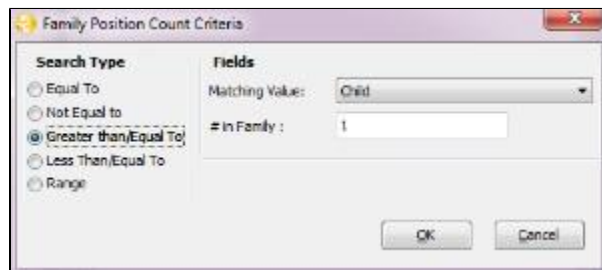 Family Position Count Criteria
Search Type
Equal To
Not Equal to
Greater than/Equal To
Less Than/Equal To
Range
Fields
Matching Value: Child
# in Family : 1
OK
Cancel